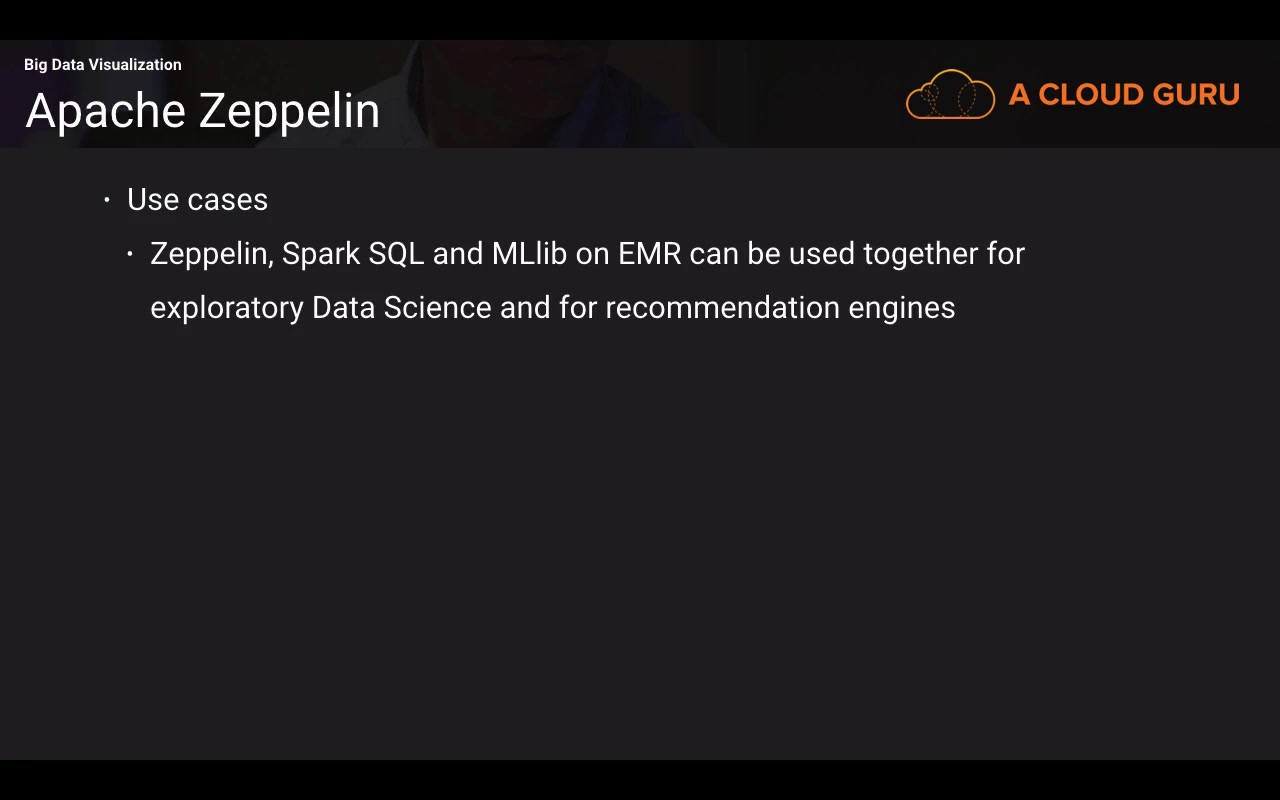 Big Data Visualization
Apache Zeppelin
A CLOUD GURU
· Use cases
· Zeppelin, Spark SQL and MLlib on EMR can be used together for
exploratory Data Science and for recommendation engines